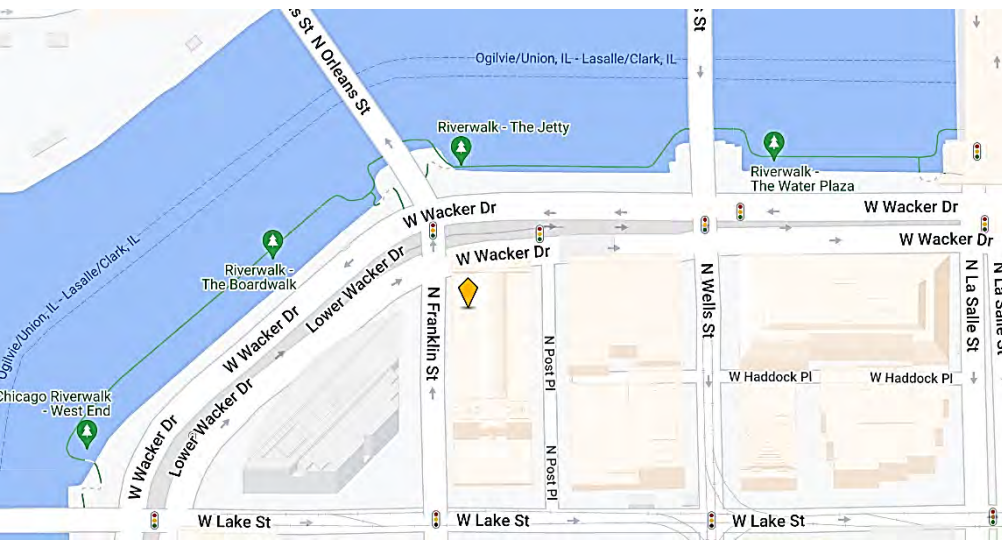 s St
N Orleans St
s St
Ogilvie/Union, IL - Lasalle/Clark, IL
Riverwalk - The Jetty
Riverwalk -
The Water Plaza
W Wacker Dr
W Wacker Dr
W Wacker Dr
W Wacker Dr
Riverwalk -
The Boardwalk
Lower Wacker Dr
Ogilvie/Union, IL - Lasalle/Clark, IL
W Wacker Dr
N Franklin St
N Wells St
N La Salle St
N La Salle St
N Post Pl
W Haddock Pl
W Haddock Pl
Chicago Riverwalk
- West End
Lower Wacker Dr
W Wacker Dr
N Post Pl
W Lake St
W Lake St
W Lake St